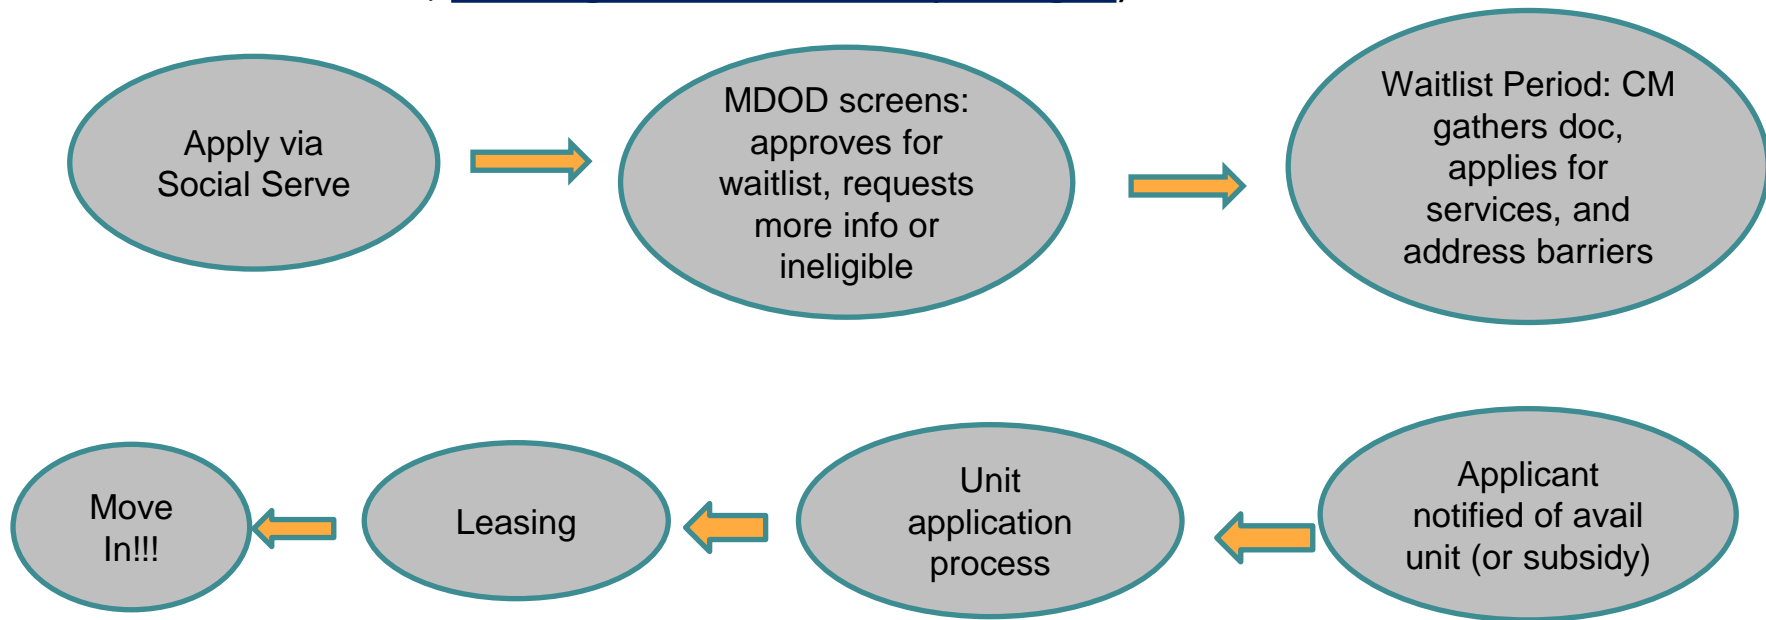 Apply via
Social Serve
MDOD screens:
approves for
waitlist, requests
more info or
ineligible
Waitlist Period: CM
gathers doc,
applies for
services, and
address barriers
Move
In!!!
Leasing
Unit
application
process
Applicant
notified of avail
unit (or subsidy)